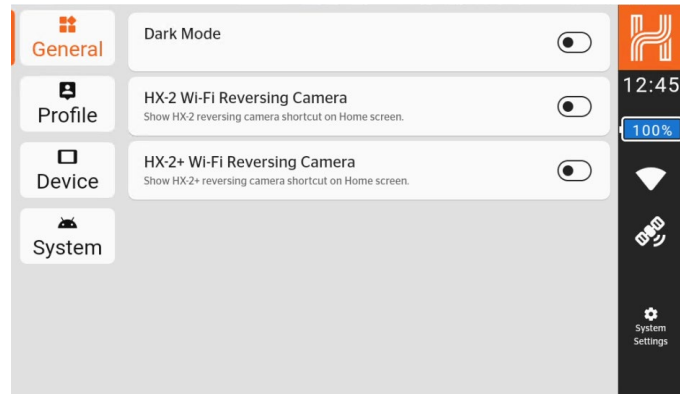 General
Profile
Device
System
Dark Mode
HX-2 Wi-Fi Reversing Camera
Show HX-2 reversing camera shortcut on Home screen.
HX-2+ Wi-Fi Reversing Camera
Show HX-2+ reversing camera shortcut on Home screen.
12:45
100%
System
Settings